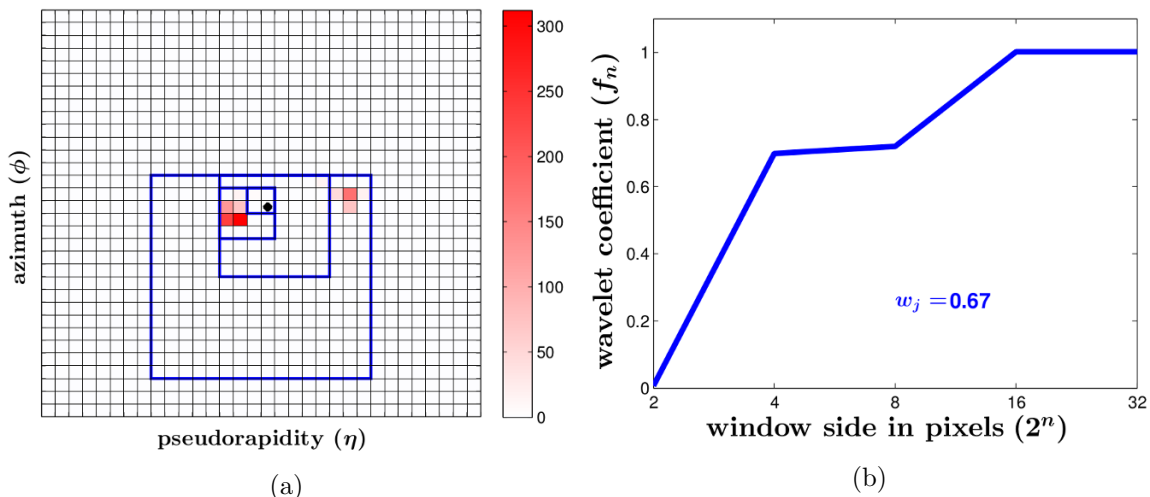 300
250
200
150
100
50
0
azimuth (ϕ)
pseudorapidity (η)
(a)
1
0.8
0.6
0.4
0.2
0
wavelet coefficient (fₙ)
w_j =0.67
2 4 8 16 32
window side in pixels (2ⁿ)
(b)